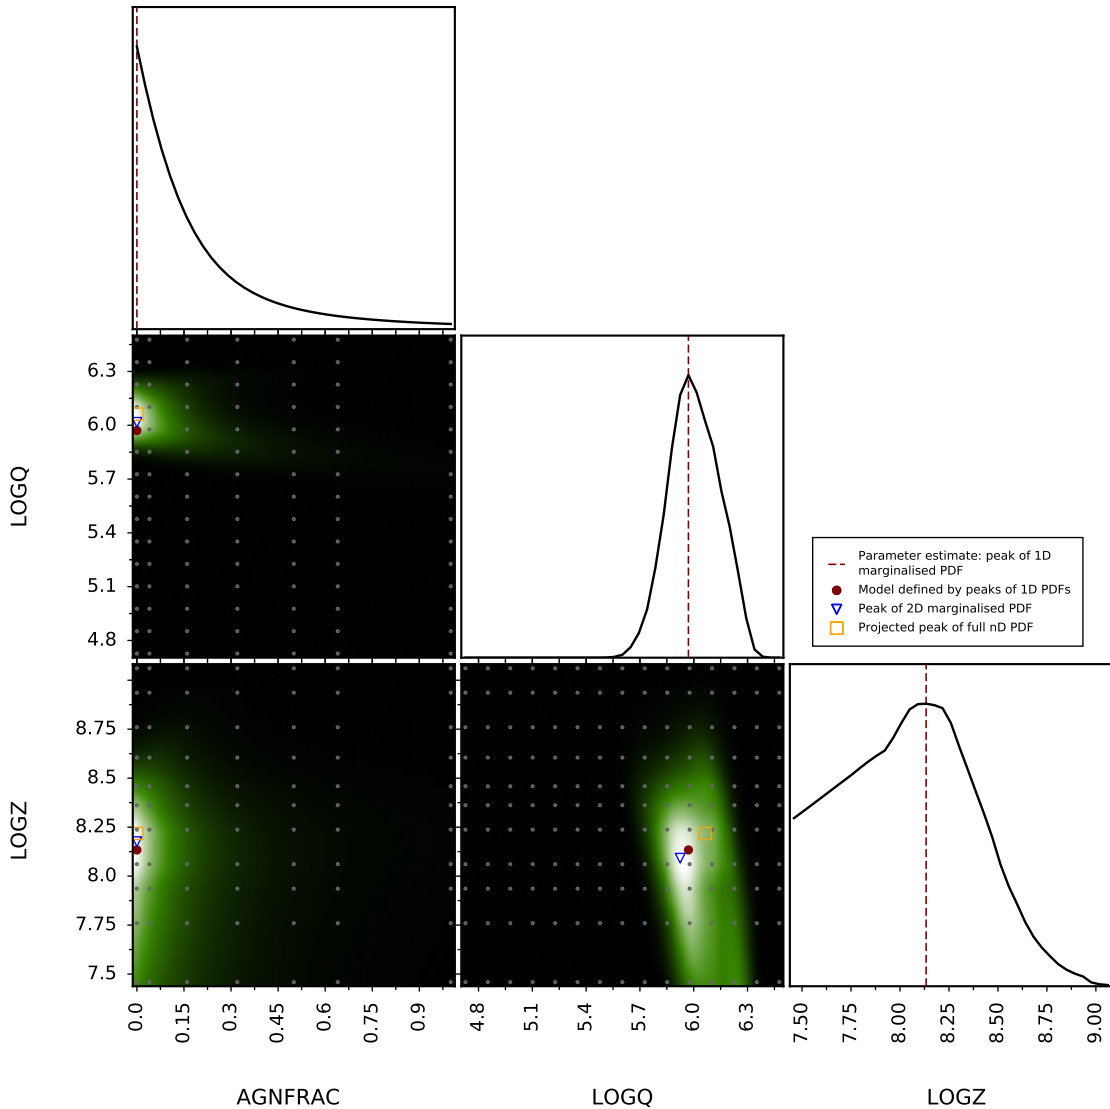 6.3
6.0
5.7
5.4
5.1
4.8
LOGQ
Parameter estimate: peak of 1D
marginalised PDF
Model defined by peaks of 1D PDFs
Peak of 2D marginalised PDF
Projected peak of full nD PDF
8.75
8.5
8.25
8.0
7.75
7.5
LOGZ
0.0 0.15 0.3 0.45 0.6 0.75 0.9
4.8 5.1 5.4 5.7 6.0 6.3
7.50 7.75 8.00 8.25 8.50 8.75 9.00
AGNFRAC LOGQ LOGZ